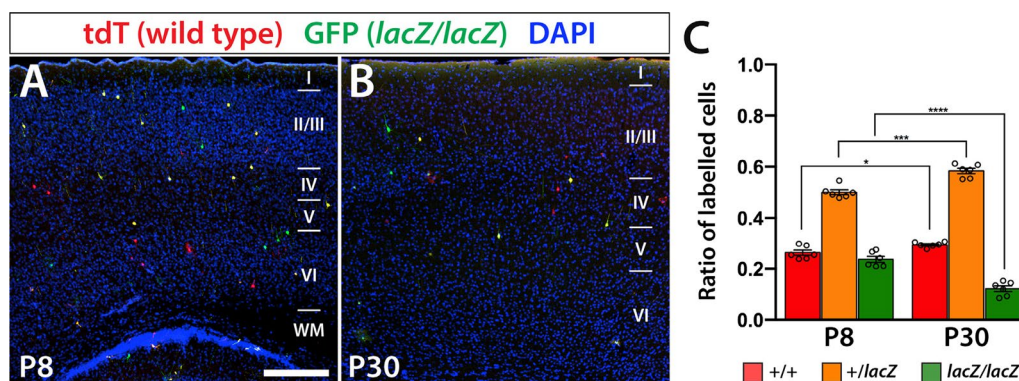 tdT (wild type) GFP (lacZ/lacZ) DAPI
A
I
II/III
IV
V
VI
WM
P8
B
I
II/III
IV
V
VI
P30
C
Ratio of labelled cells
1.0
0.8
0.6
0.4
0.2
0.0
****
***
*
P8 P30
+/+ +/lacZ lacZ/lacZ